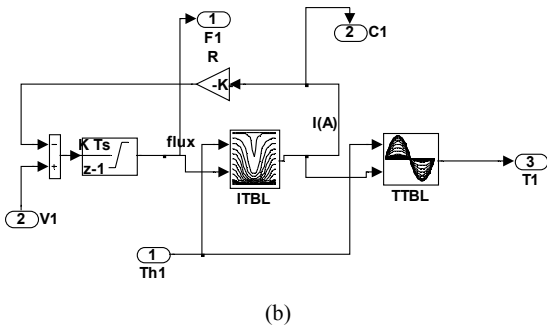 1
F1
2
C1
R
-K-
I(A)
K Ts
z-1
flux
−
+
ITBL
TTBL
3
T1
2
V1
1
Th1
(b)